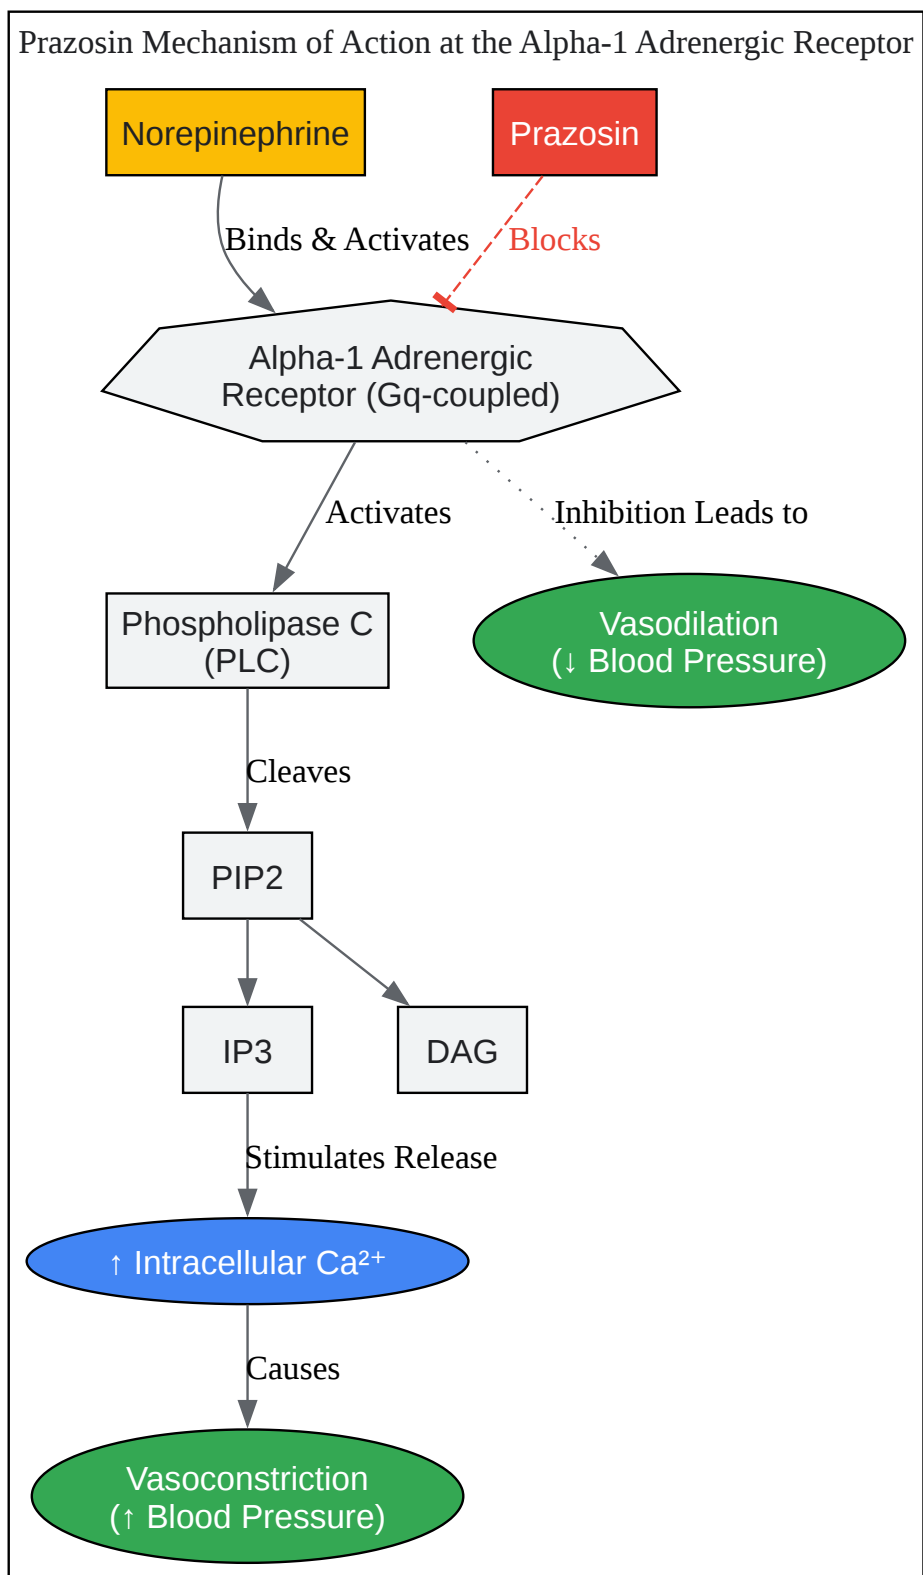 Prazosin Mechanism of Action at the Alpha-1 Adrenergic Receptor
Norepinephrine
Prazosin
Binds & Activates
Blocks
Alpha-1 Adrenergic
Receptor (Gq-coupled)
Activates
Inhibition Leads to
Phospholipase C
(PLC)
Vasodilation
(↓ Blood Pressure)
Cleaves
PIP2
IP3
DAG
Stimulates Release
↑ Intracellular Ca²⁺
Causes
Vasoconstriction
(↑ Blood Pressure)